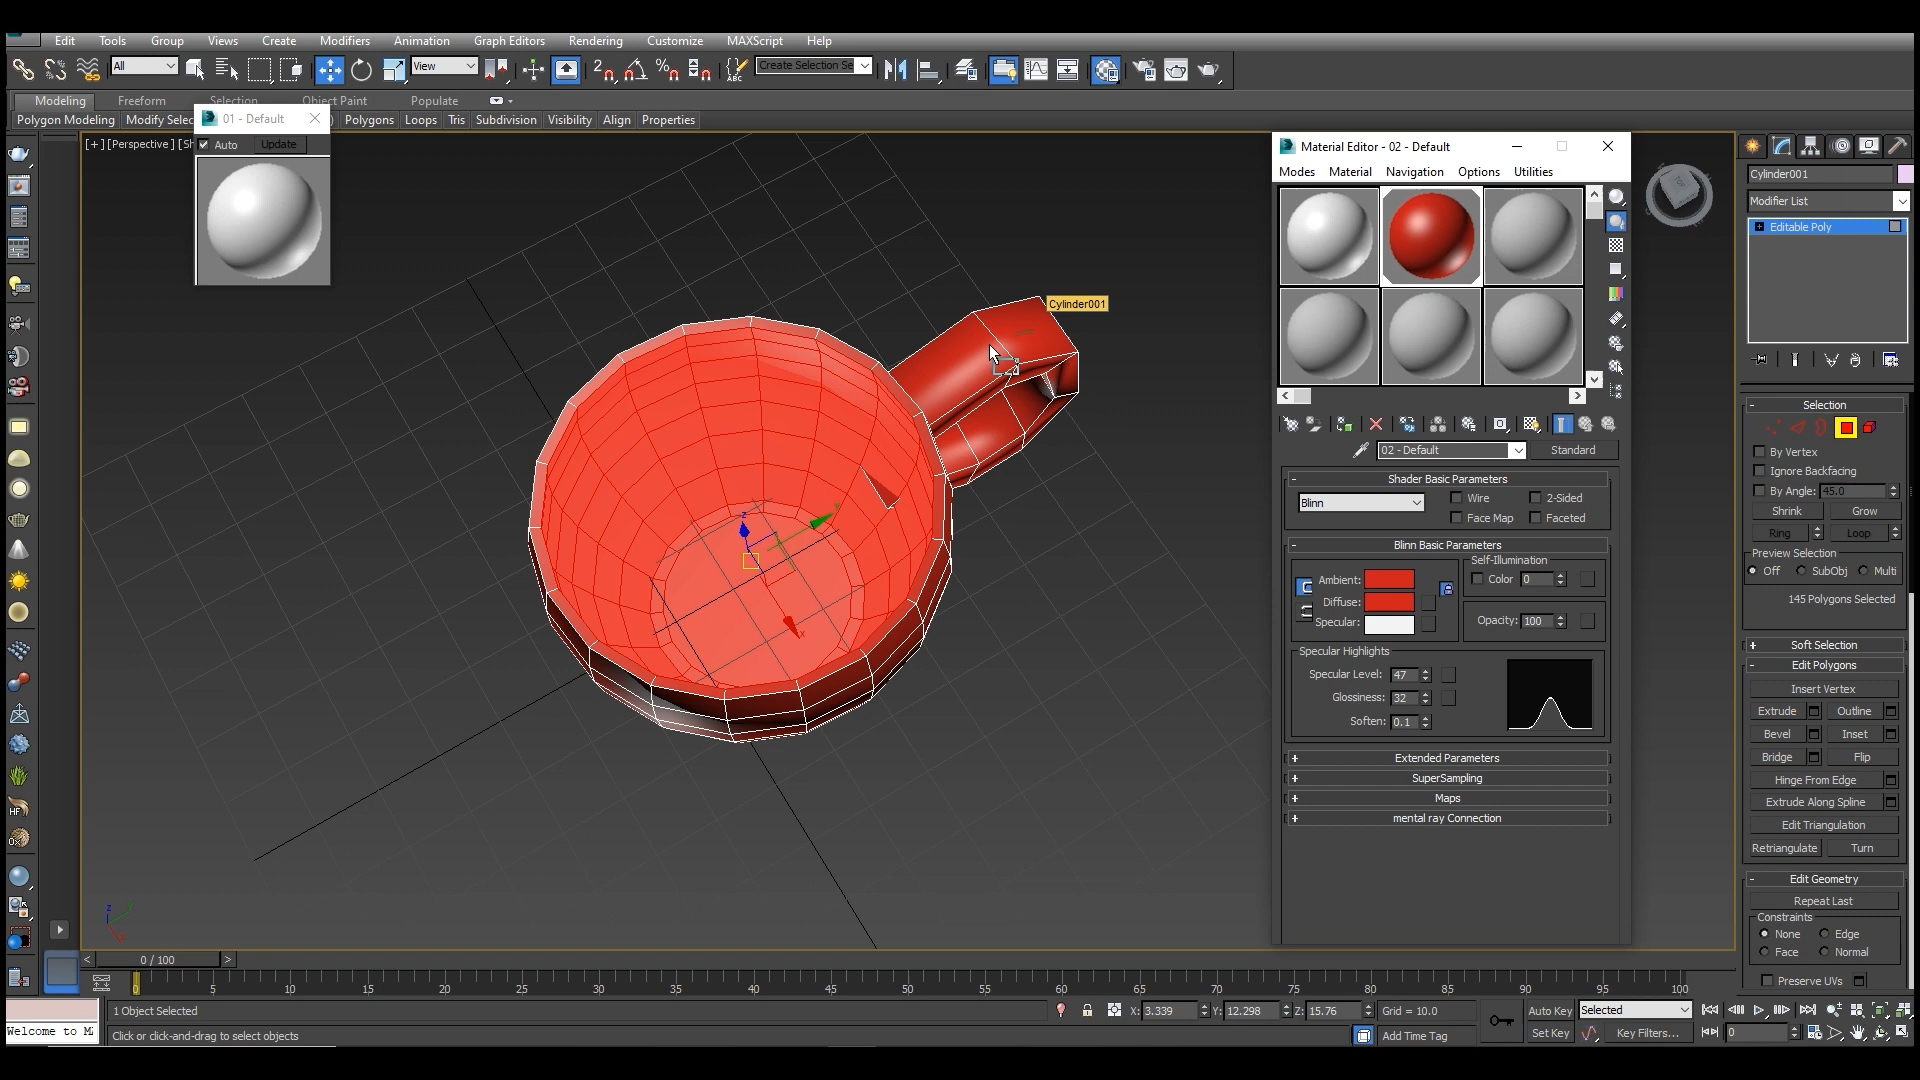 Edit Tools Group Views Create Modifiers Animation Graph Editors Rendering Customize MAXScript Help
All View Create Selection Se
Modeling Freeform Selection Object Paint Populate
Polygon Modeling Modify Selec Polygons Loops Tris Subdivision Visibility Align Properties
01 - Default
Auto Update
[+] [Perspective] [Sh
Cylinder001
Material Editor - 02 - Default
Modes Material Navigation Options Utilities
02 - Default Standard
- Shader Basic Parameters
Blinn Wire 2-Sided
Face Map Faceted
- Blinn Basic Parameters
Self-Illumination
Ambient: Color 0
Diffuse:
Specular: Opacity: 100
Specular Highlights
Specular Level: 47
Glossiness: 32
Soften: 0.1
+ Extended Parameters
+ SuperSampling
+ Maps
+ mental ray Connection
Cylinder001
Modifier List
Editable Poly
- Selection
By Vertex
Ignore Backfacing
By Angle: 45.0
Shrink Grow
Ring Loop
Preview Selection
Off SubObj Multi
145 Polygons Selected
+ Soft Selection
- Edit Polygons
Insert Vertex
Extrude Outline
Bevel Inset
Bridge Flip
Hinge From Edge
Extrude Along Spline
Edit Triangulation
Retriangulate Turn
- Edit Geometry
Repeat Last
Constraints
None Edge
Face Normal
Preserve UVs
z y x
< 0 / 100 >
0 5 10 15 20 25 30 35 40 45 50 55 60 65 70 75 80 85 90 95 100
1 Object Selected X: 3.339 Y: 12.298 Z: 15.76 Grid = 10.0 Auto Key Selected
Welcome to M Click or click-and-drag to select objects Add Time Tag Set Key Key Filters... 0